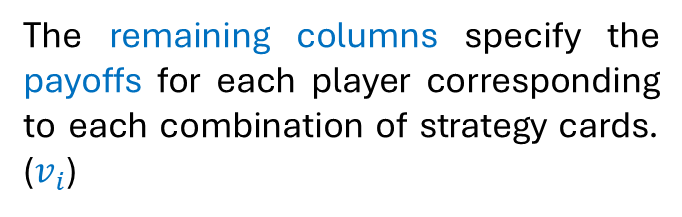 The remaining columns specify the
payoffs for each player corresponding
to each combination of strategy cards.
(𝑣ᵢ)